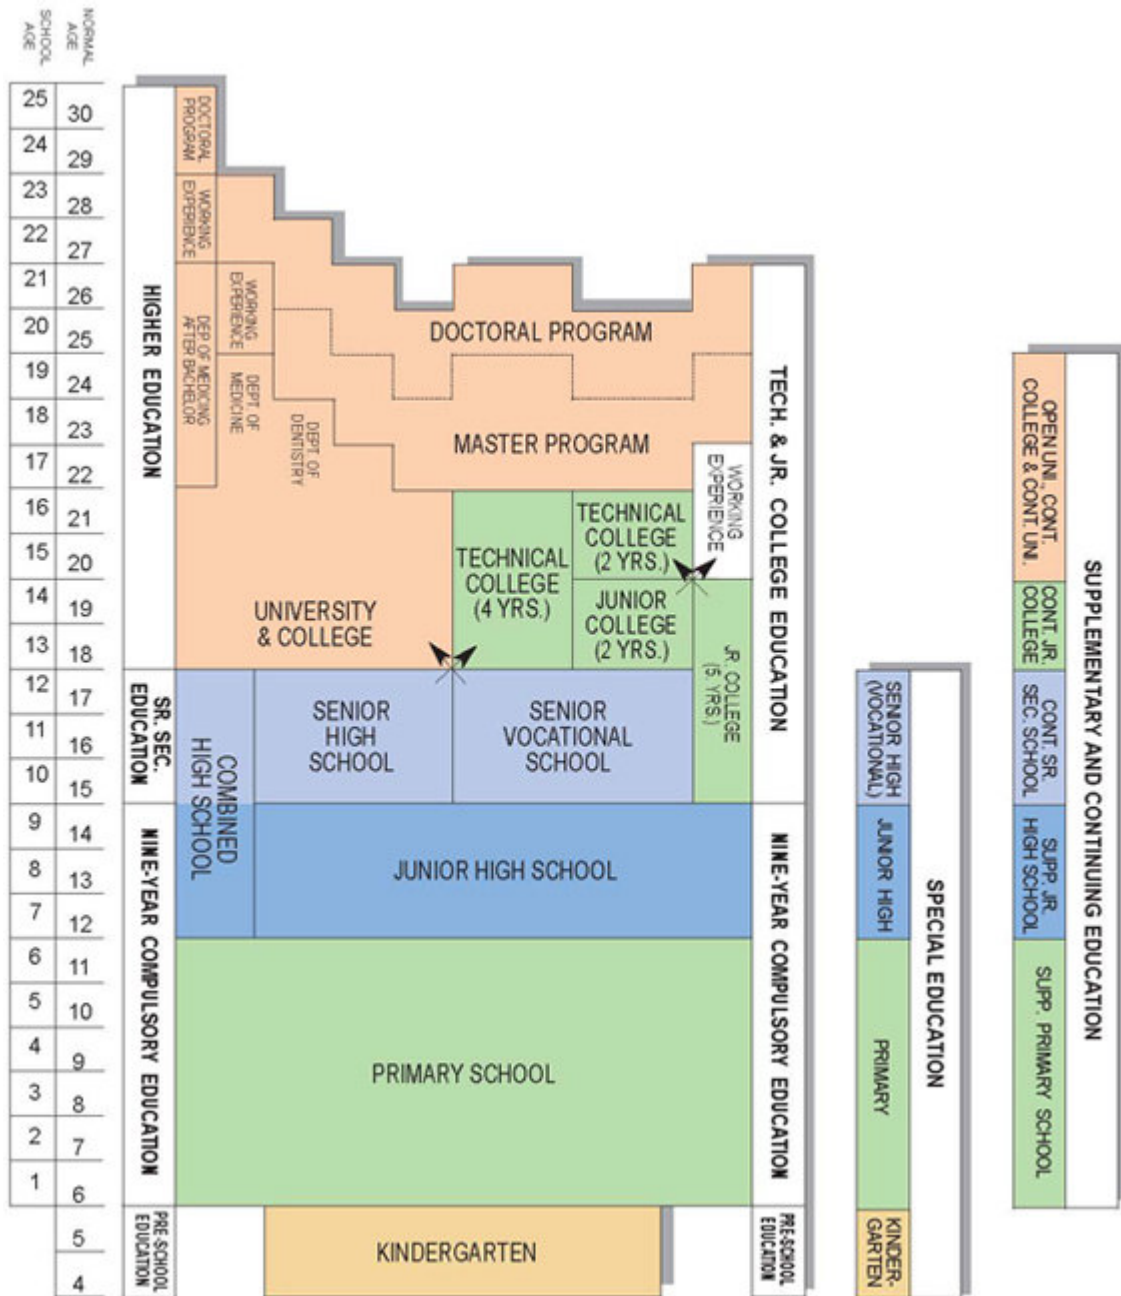 SCHOOL
AGE
NORMAL
AGE
25
24
23
22
21
20
19
18
17
16
15
14
13
12
11
10
9
8
7
6
5
4
3
2
1
30
29
28
27
26
25
24
23
22
21
20
19
18
17
16
15
14
13
12
11
10
9
8
7
6
5
4
HIGHER EDUCATION
SR. SEC.
EDUCATION
NINE-YEAR COMPULSORY EDUCATION
PRE-SCHOOL
EDUCATION
DOCTORAL
PROGRAM
WORKING
EXPERIENCE
DEP OF MEDICING
AFTER BACHELOR
WORKING
EXPERIENCE
DEPT. OF
MEDICINE
DEPT. OF
DENTISTRY
DOCTORAL PROGRAM
MASTER PROGRAM
WORKING
EXPERIENCE
UNIVERSITY
& COLLEGE
TECHNICAL
COLLEGE
(4 YRS.)
TECHNICAL
COLLEGE
(2 YRS.)
JUNIOR
COLLEGE
(2 YRS.)
JR. COLLEGE
(5. YRS.)
COMBINED
HIGH SCHOOL
SENIOR
HIGH
SCHOOL
SENIOR
VOCATIONAL
SCHOOL
JUNIOR HIGH SCHOOL
PRIMARY SCHOOL
KINDERGARTEN
TECH. & JR. COLLEGE EDUCATION
NINE-YEAR COMPULSORY EDUCATION
PRE-SCHOOL
EDUCATION
SENIOR HIGH
(VOCATIONAL)
JUNIOR HIGH
PRIMARY
KINDER-
GARTEN
SPECIAL EDUCATION
OPEN UNI., CONT.
COLLEGE & CONT. UNI.
CONT. JR.
COLLEGE
CONT. SR.
SEC. SCHOOL
SUPP. JR.
HIGH SCHOOL
SUPP. PRIMARY SCHOOL
SUPPLEMENTARY AND CONTINUING EDUCATION